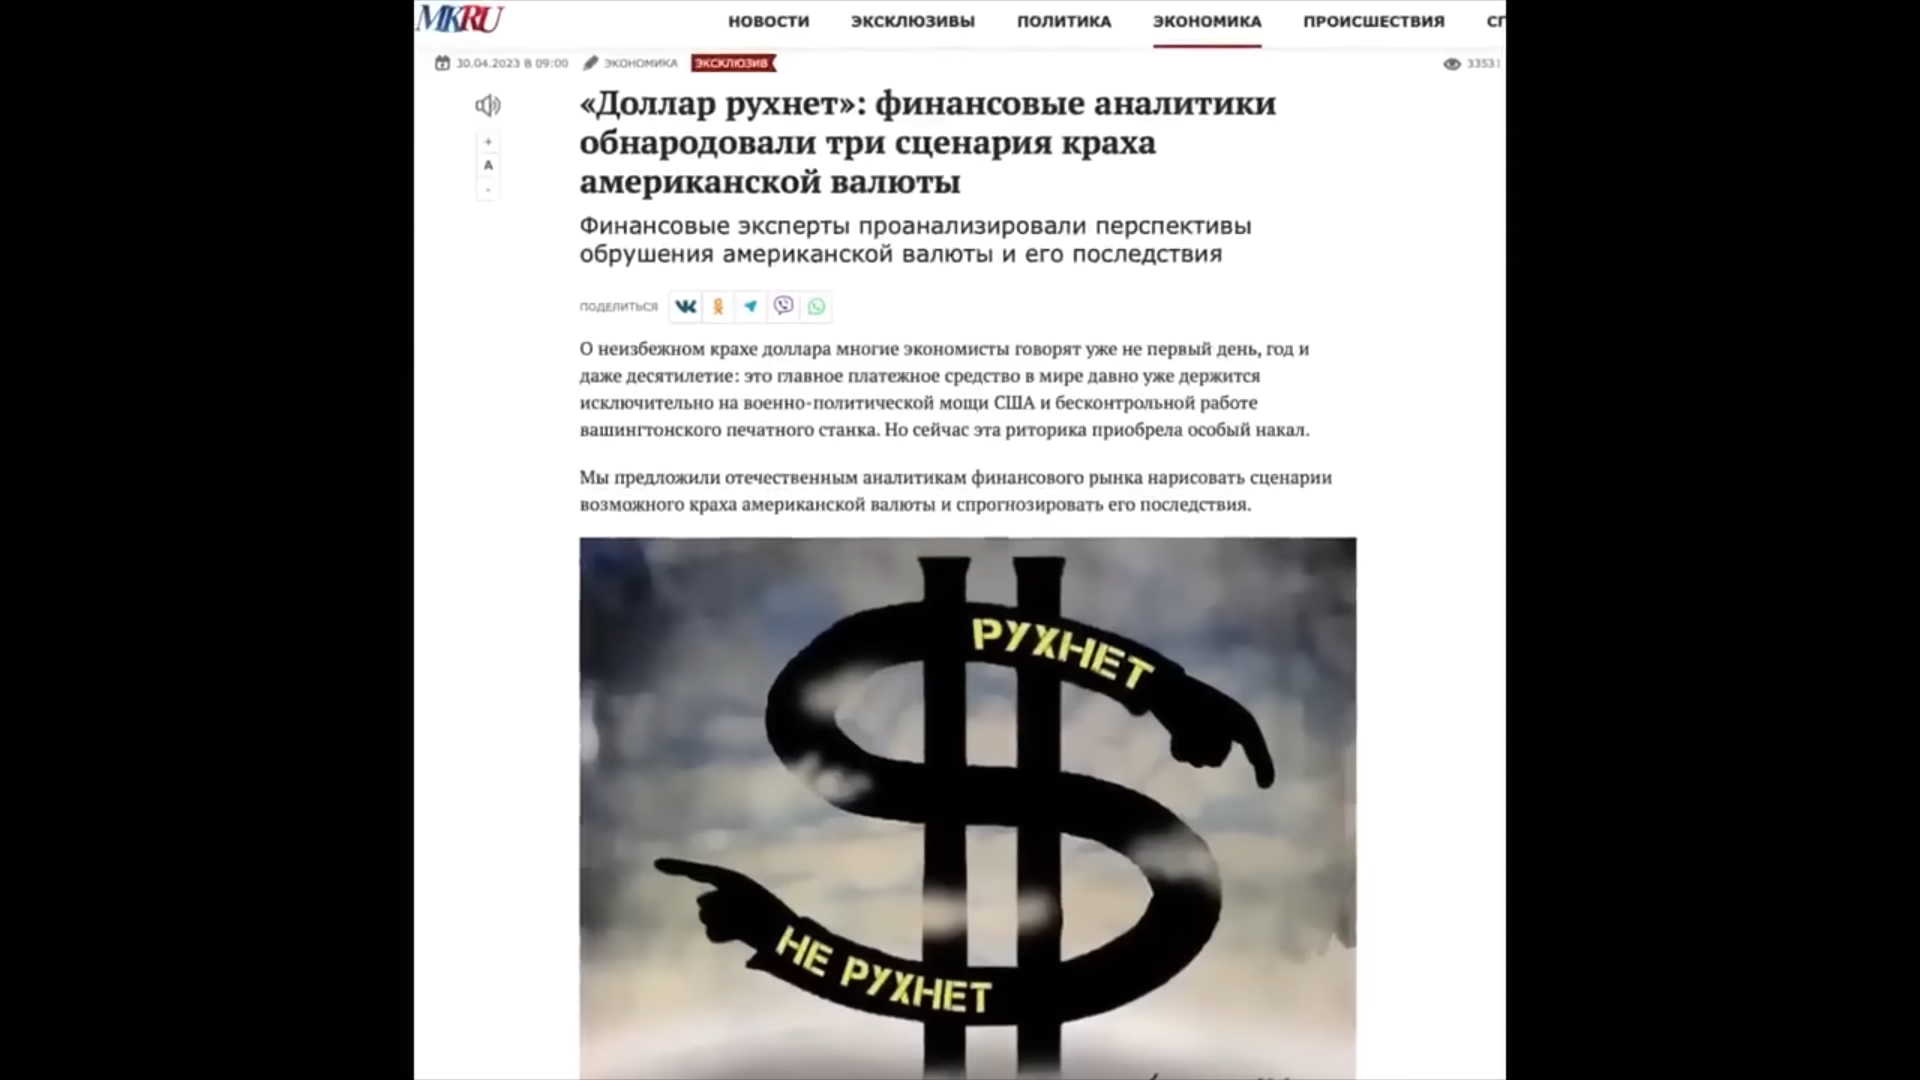 MKRU
НОВОСТИ ЭКСКЛЮЗИВЫ ПОЛИТИКА ЭКОНОМИКА ПРОИСШЕСТВИЯ
30.04.2023 В 09:00 ЭКОНОМИКА ЭКСКЛЮЗИВ
«Доллар рухнет»: финансовые аналитики
обнародовали три сценария краха
американской валюты
+
A
-
Финансовые эксперты проанализировали перспективы
обрушения американской валюты и его последствия
ПОДЕЛИТЬСЯ
О неизбежном крахе доллара многие экономисты говорят уже не первый день, год и
даже десятилетие: это главное платежное средство в мире давно уже держится
исключительно на военно-политической мощи США и бесконтрольной работе
вашингтонского печатного станка. Но сейчас эта риторика приобрела особый накал.
Мы предложили отечественным аналитикам финансового рынка нарисовать сценарии
возможного краха американской валюты и спрогнозировать его последствия.
РУХНЕТ
НЕ РУХНЕТ